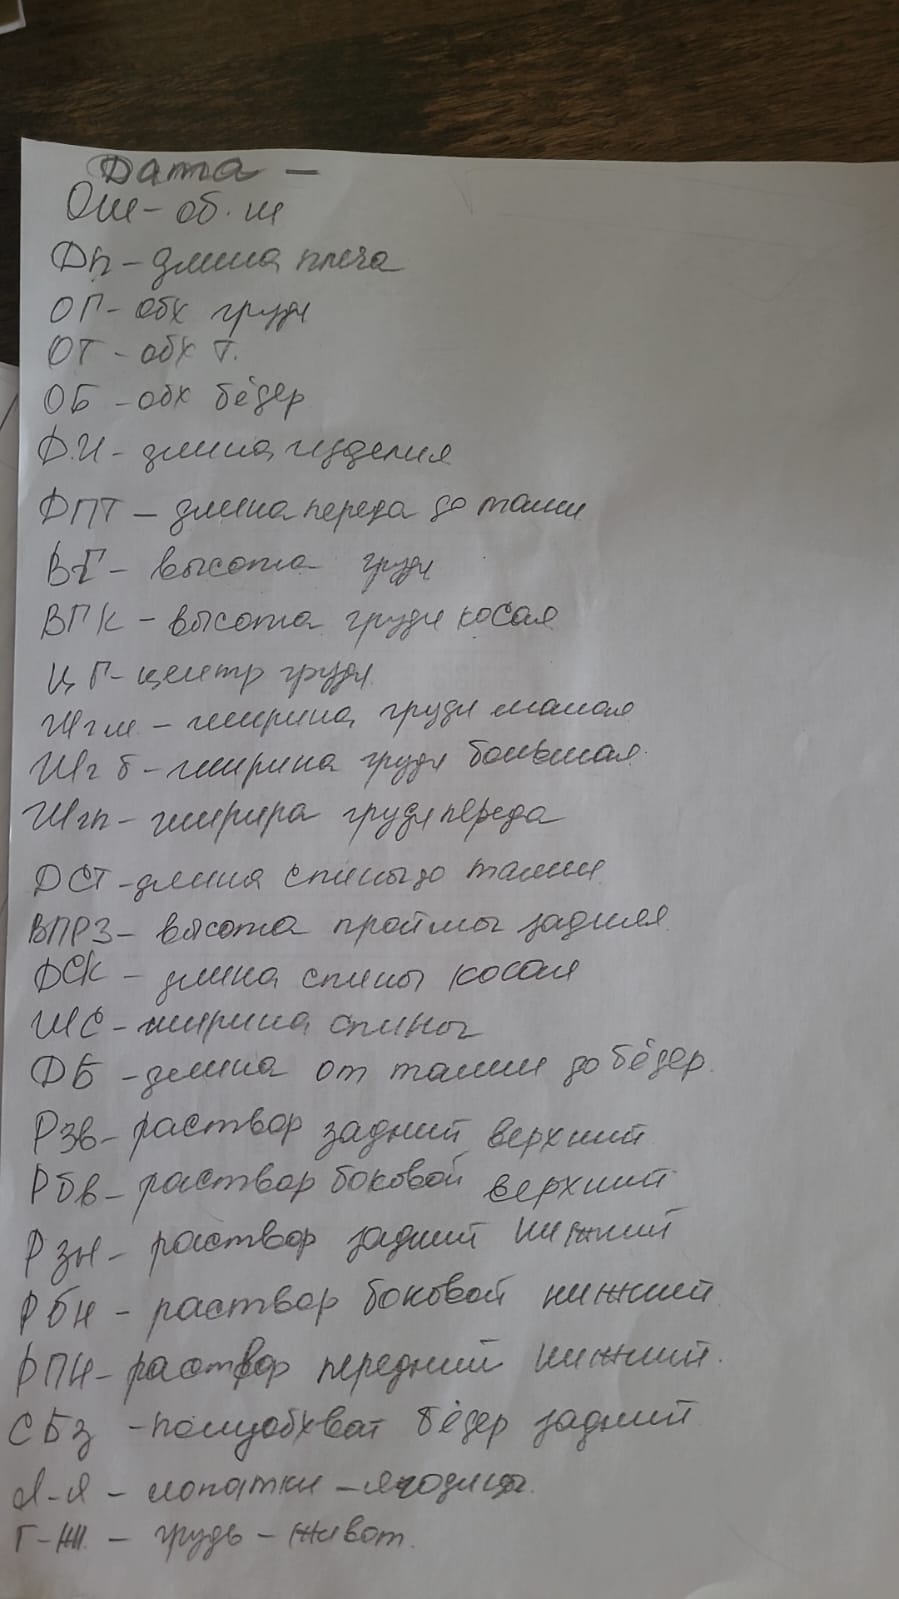 Дата —
ОШ - об. ш
Дп - длина плеча
ОГ - обх груди
ОТ - обх т.
ОБ - обх бёдер
Д.И - длина изделия
ДПТ - длина переда до талии
ВГ - высота груди
ВПК - высота груди косая
ЦГ - центр груди
Шгм - ширина груди малая
Шг б - ширина груди большая
Шгп - ширира груди переда
ДСТ - длина спины до талии
ВПРЗ - высота проймы задняя
ДСК - длина спины косая
ШС - ширина спины
ДБ - длина от талии до бёдер.
Рзв - раствор задний верхний
Рбв - раствор боковой верхний
Рзн - раствор задний нижний
Рбн - раствор боковой нижний
РПН - раствор передний нижний.
СБз - полуобхват бёдер задний
Л-Я - лопатки - ягодицы.
Г-Ж - грудь - живот.